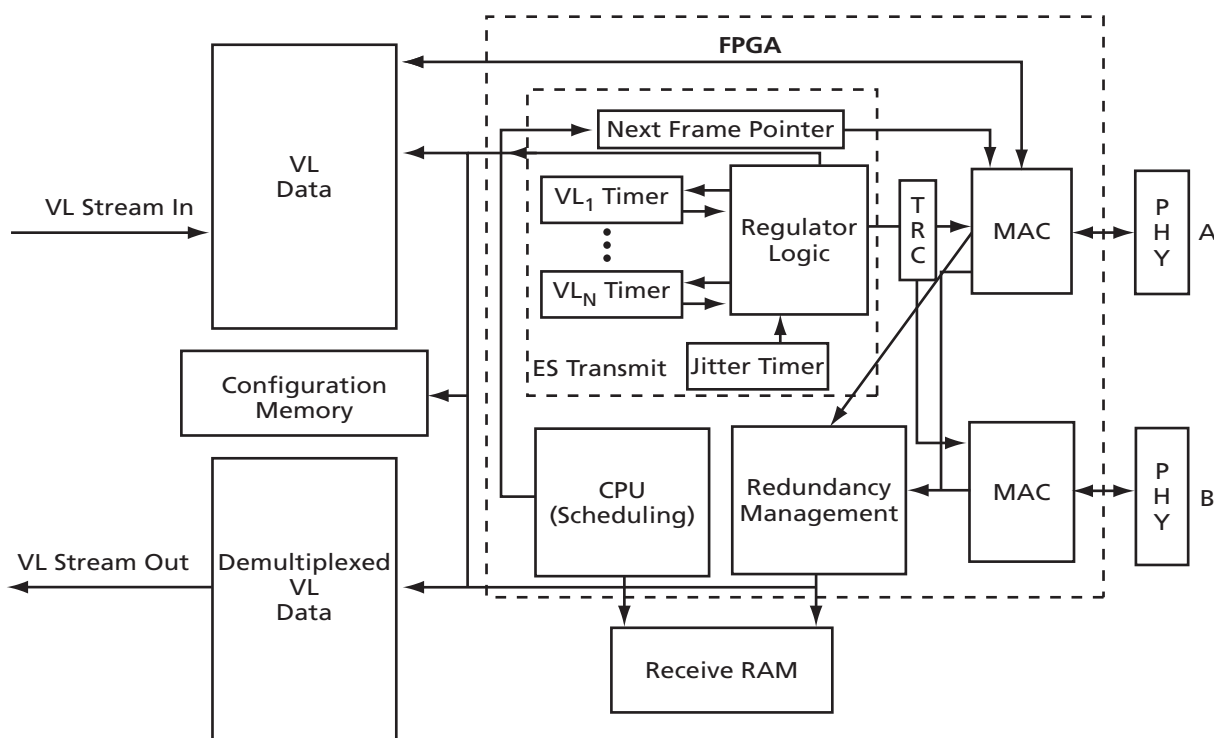 FPGA
Next Frame Pointer
VL
Data
VL Stream In
VL1 Timer
VLN Timer
Regulator
Logic
T
R
C
MAC
P
H
Y
A
ES Transmit
Jitter Timer
Configuration
Memory
CPU
(Scheduling)
Redundancy
Management
MAC
P
H
Y
B
VL Stream Out
Demultiplexed
VL
Data
Receive RAM